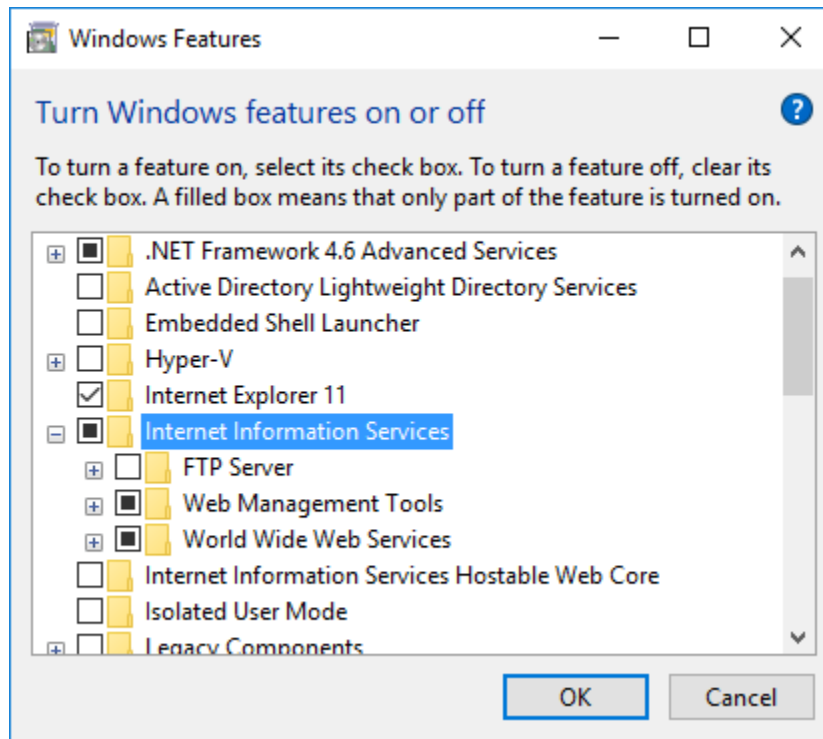 Windows Features
Turn Windows features on or off
?
To turn a feature on, select its check box. To turn a feature off, clear its
check box. A filled box means that only part of the feature is turned on.
.NET Framework 4.6 Advanced Services
Active Directory Lightweight Directory Services
Embedded Shell Launcher
Hyper-V
Internet Explorer 11
Internet Information Services
FTP Server
Web Management Tools
World Wide Web Services
Internet Information Services Hostable Web Core
Isolated User Mode
Legacy Components
OK
Cancel